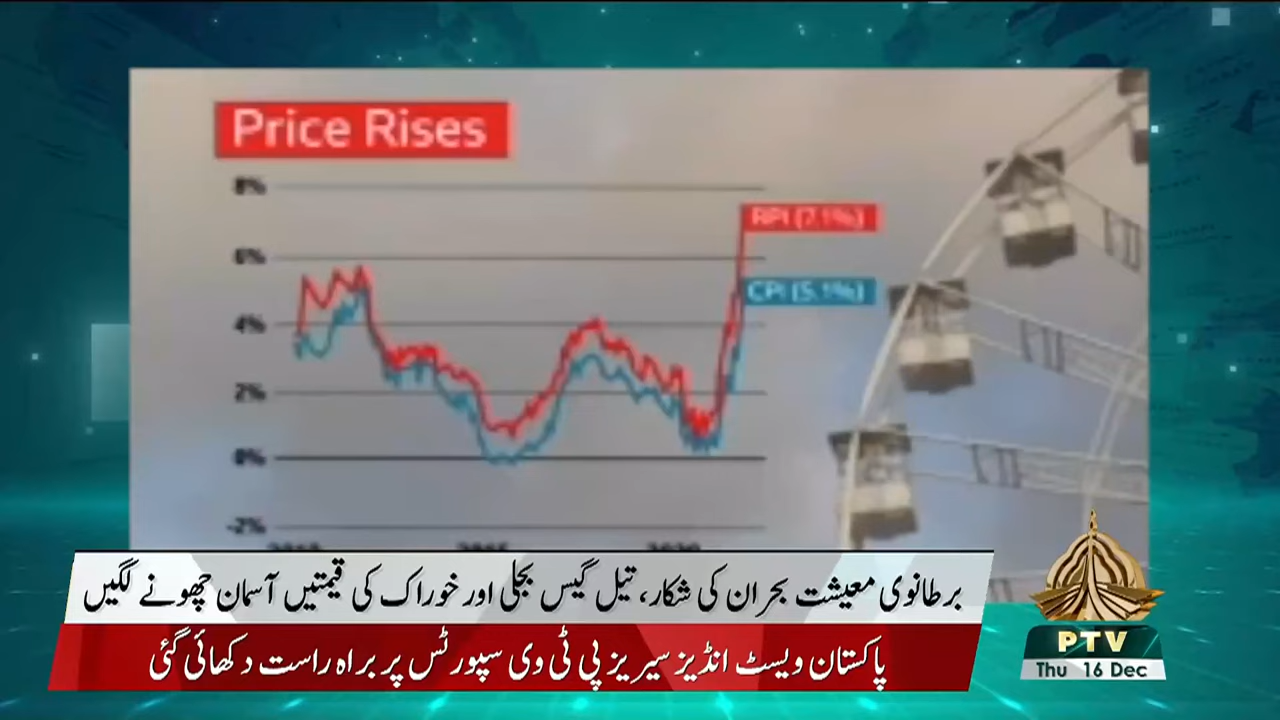 Price Rises
8%
RPI (7.1%)
6%
CPI (5.1%)
4%
2%
0%
-2%
برطانوی معیشت بحران کی شکار، تیل گیس بجلی اور خوراک کی قیمتیں آسمان چھونے لگیں
پاکستان ویسٹ انڈیز سیریز پی ٹی وی سپورٹس پر براہ راست دکھائی گئی
PTV
Thu 16 Dec